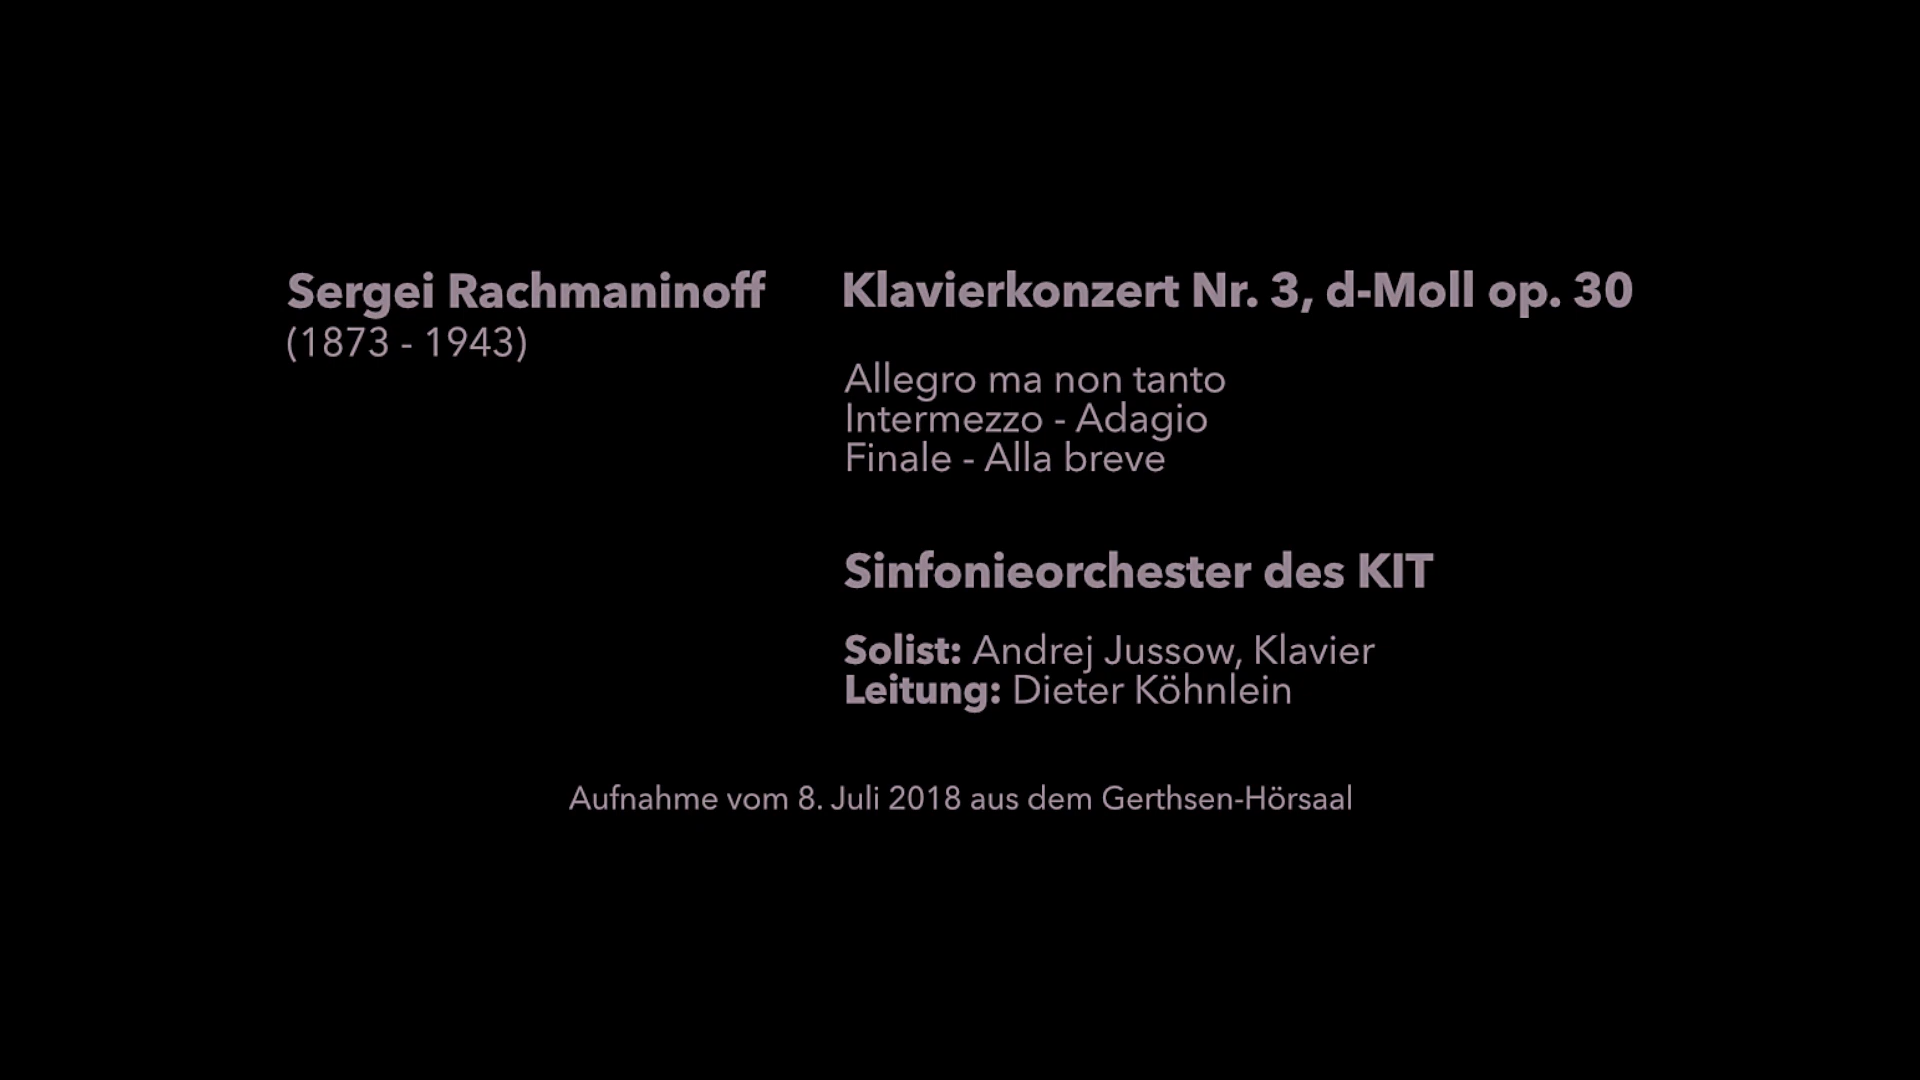 Sergei Rachmaninoff
(1873 - 1943)
Klavierkonzert Nr. 3, d-Moll op. 30
Allegro ma non tanto
Intermezzo - Adagio
Finale - Alla breve
Sinfonieorchester des KIT
Solist: Andrej Jussow, Klavier
Leitung: Dieter Köhnlein
Aufnahme vom 8. Juli 2018 aus dem Gerthsen-Hörsaal